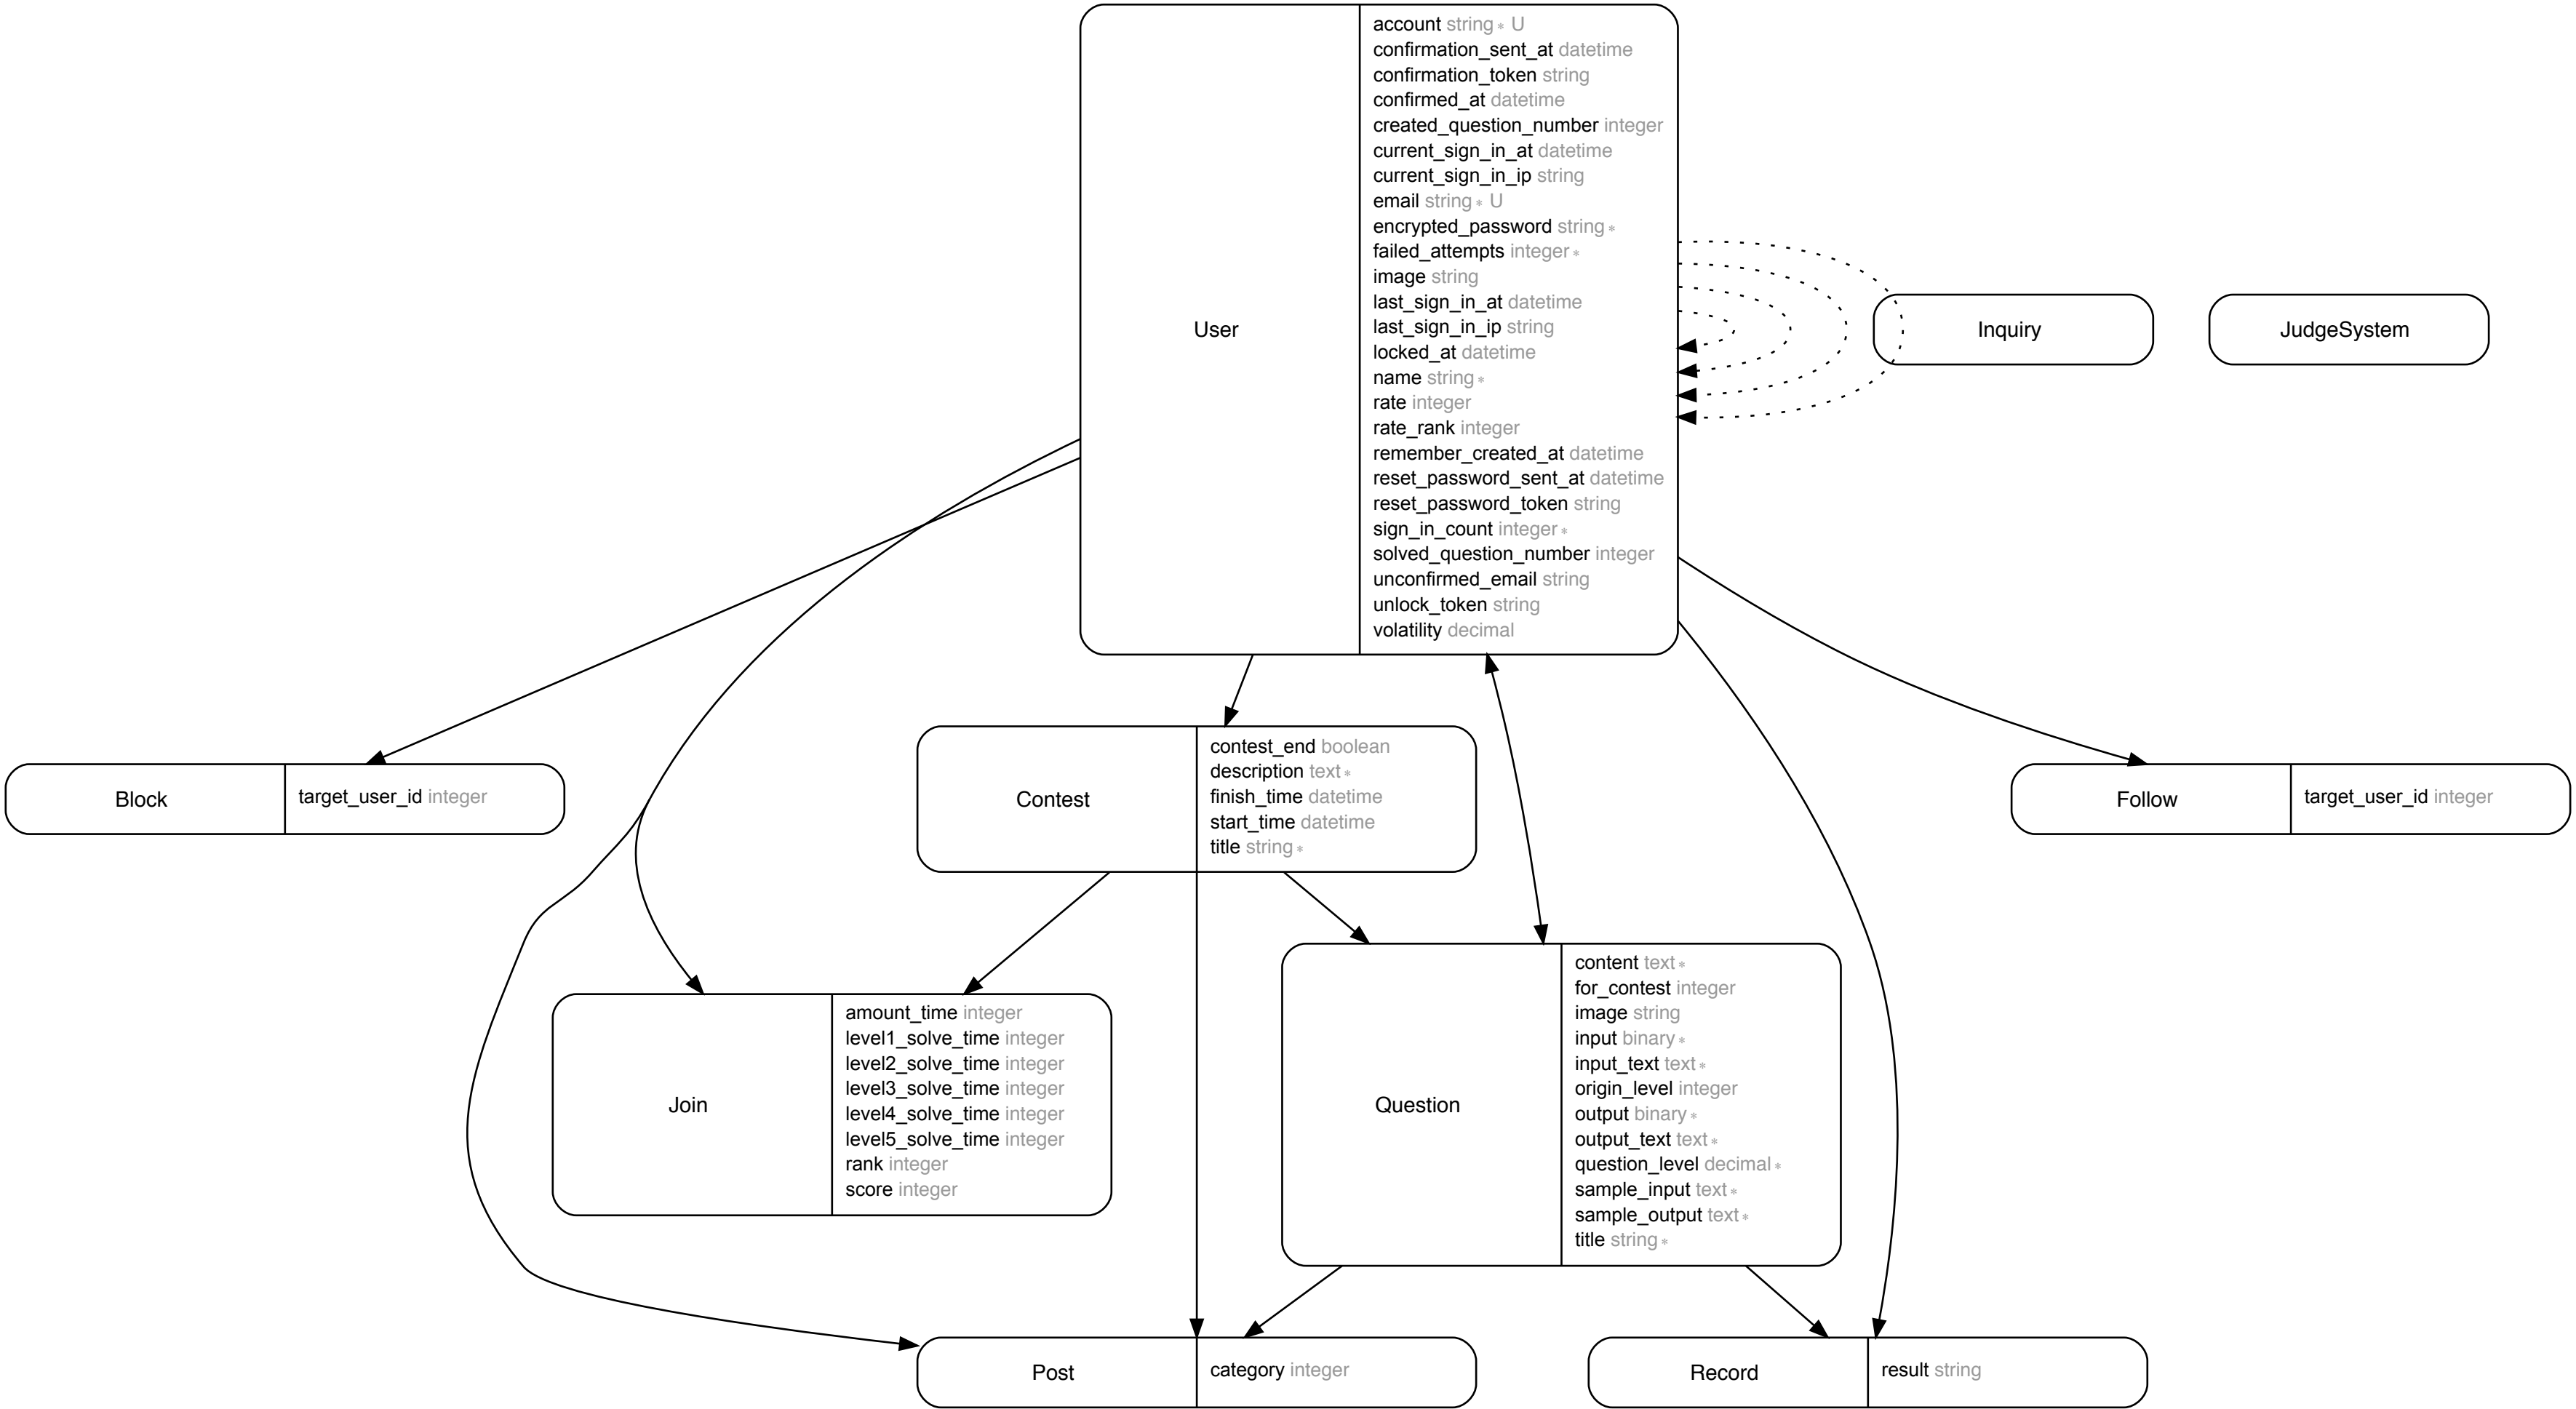 User
account string∗ U
confirmation_sent_at datetime
confirmation_token string
confirmed_at datetime
created_question_number integer
current_sign_in_at datetime
current_sign_in_ip string
email string∗ U
encrypted_password string∗
failed_attempts integer∗
image string
last_sign_in_at datetime
last_sign_in_ip string
locked_at datetime
name string∗
rate integer
rate_rank integer
remember_created_at datetime
reset_password_sent_at datetime
reset_password_token string
sign_in_count integer∗
solved_question_number integer
unconfirmed_email string
unlock_token string
volatility decimal
Inquiry
JudgeSystem
Block
target_user_id integer
Contest
contest_end boolean
description text∗
finish_time datetime
start_time datetime
title string∗
Follow
target_user_id integer
Join
amount_time integer
level1_solve_time integer
level2_solve_time integer
level3_solve_time integer
level4_solve_time integer
level5_solve_time integer
rank integer
score integer
Question
content text∗
for_contest integer
image string
input binary∗
input_text text∗
origin_level integer
output binary∗
output_text text∗
question_level decimal∗
sample_input text∗
sample_output text∗
title string∗
Post
category integer
Record
result string